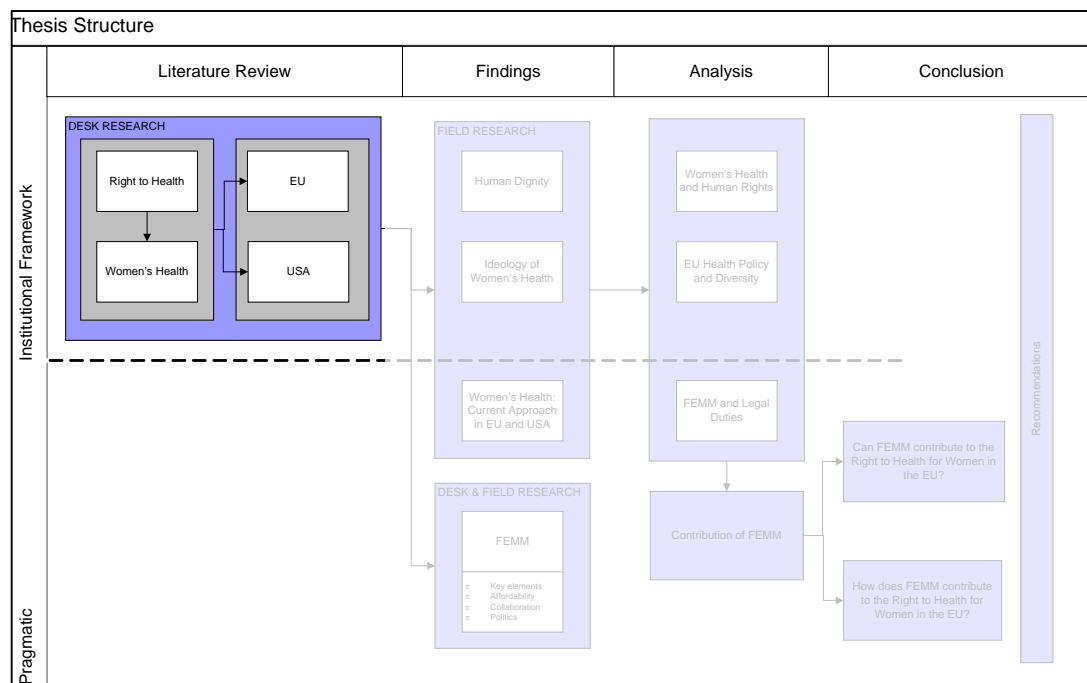 Thesis Structure
Literature Review
Findings
Analysis
Conclusion
Institutional Framework
Pragmatic
DESK RESEARCH
Right to Health
Women's Health
EU
USA
FIELD RESEARCH
Human Dignity
Ideology of
Women's Health
Women's Health:
Current Approach
in EU and USA
DESK & FIELD RESEARCH
FEMM
= Key elements
= Affordability
= Collaboration
= Politics
Women's Health
and Human Rights
EU Health Policy
and Diversity
FEMM and Legal
Duties
Contribution of FEMM
Can FEMM contribute to the
Right to Health for Women in
the EU?
How does FEMM contribute
to the Right to Health for
Women in the EU?
Recommendations